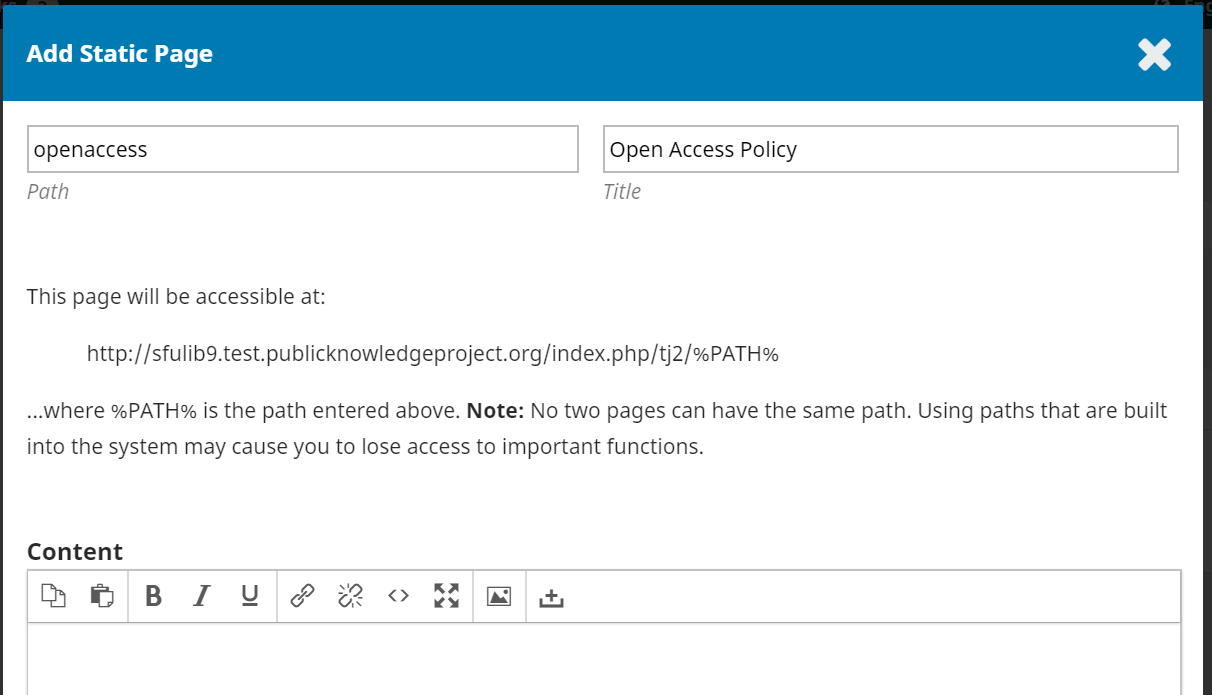 Add Static Page
openaccess
Open Access Policy
Path
Title
This page will be accessible at:
http://sfulib9.test.publicknowledgeproject.org/index.php/tj2/%PATH%
...where %PATH% is the path entered above. Note: No two pages can have the same path. Using paths that are built
into the system may cause you to lose access to important functions.
Content
B I U